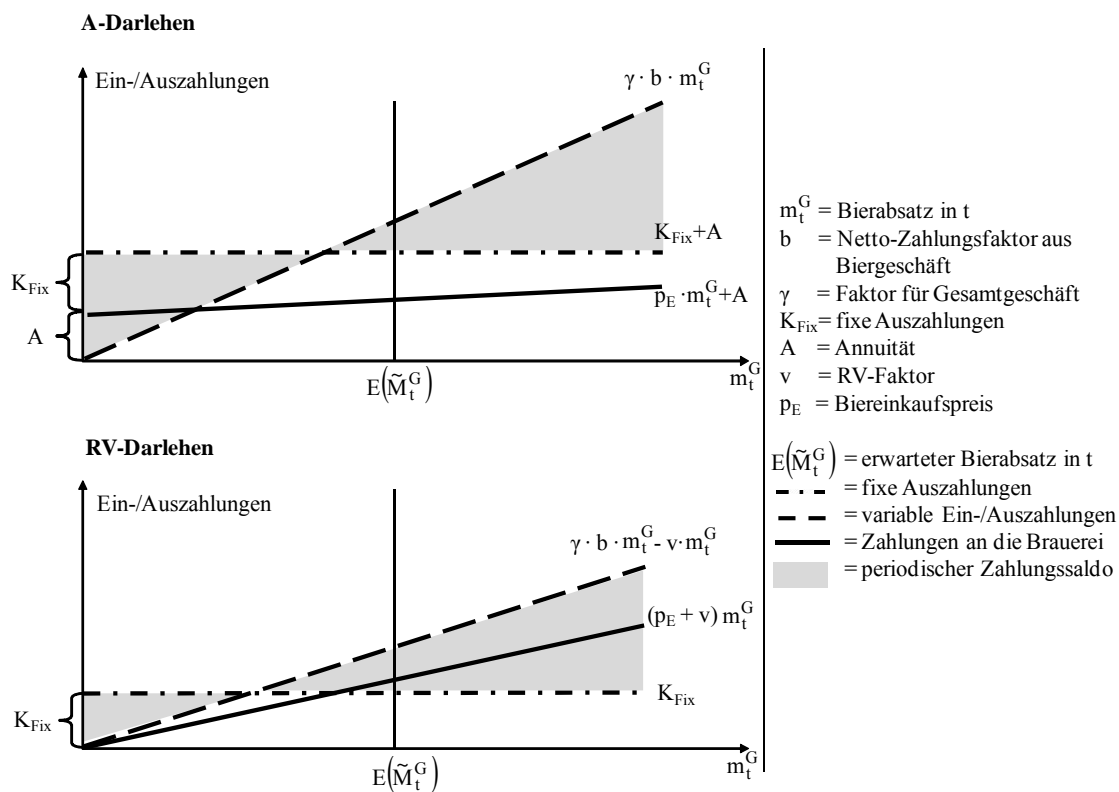 A-Darlehen
Ein-/Auszahlungen
γ · b · m_t^G
K_Fix+A
K_Fix
p_E · m_t^G+A
A
E(M̃_t^G)
m_t^G
RV-Darlehen
Ein-/Auszahlungen
γ · b · m_t^G - v·m_t^G
(p_E + v) m_t^G
K_Fix
K_Fix
E(M̃_t^G)
m_t^G
m_t^G = Bierabsatz in t
b = Netto-Zahlungsfaktor aus
Biergeschäft
γ = Faktor für Gesamtgeschäft
K_Fix= fixe Auszahlungen
A = Annuität
v = RV-Faktor
p_E = Biereinkaufspreis
E(M̃_t^G) = erwarteter Bierabsatz in t
= fixe Auszahlungen
= variable Ein-/Auszahlungen
= Zahlungen an die Brauerei
= periodischer Zahlungssaldo